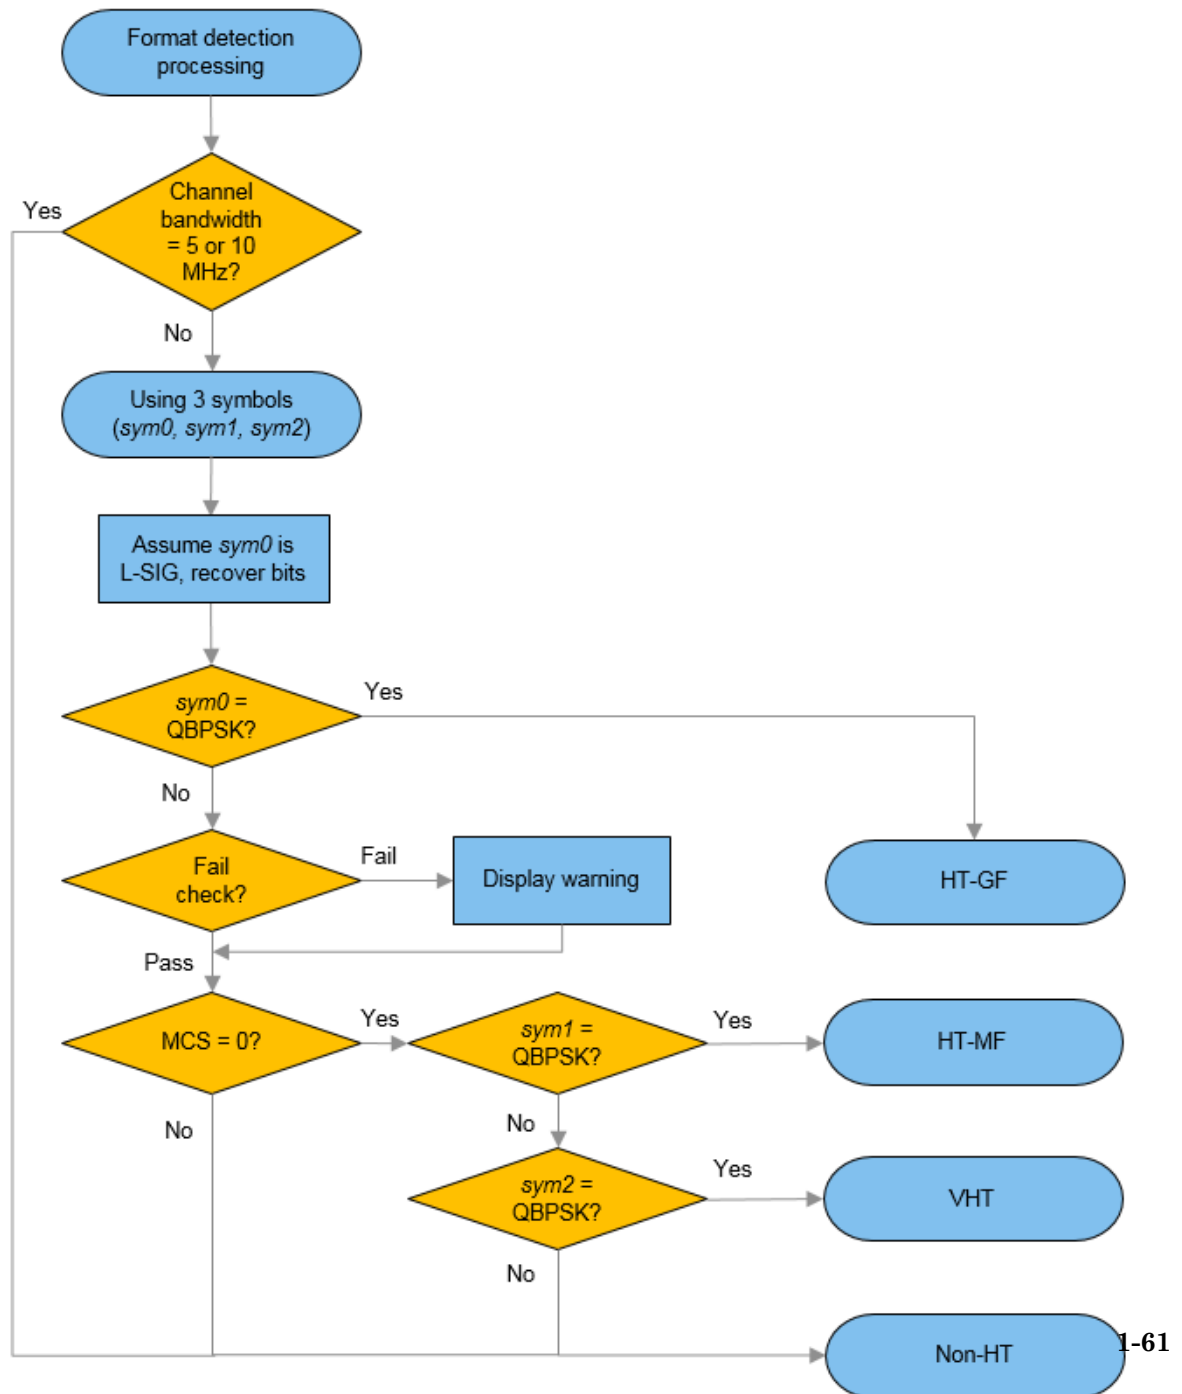 Format detection
processing
Channel
bandwidth
= 5 or 10
MHz?
Yes
No
Using 3 symbols
(sym0, sym1, sym2)
Assume sym0 is
L-SIG, recover bits
sym0 =
QBPSK?
Yes
No
Fail
check?
Fail
Display warning
HT-GF
Pass
MCS = 0?
Yes
sym1 =
QBPSK?
Yes
HT-MF
No
No
sym2 =
QBPSK?
Yes
VHT
No
Non-HT
1-61